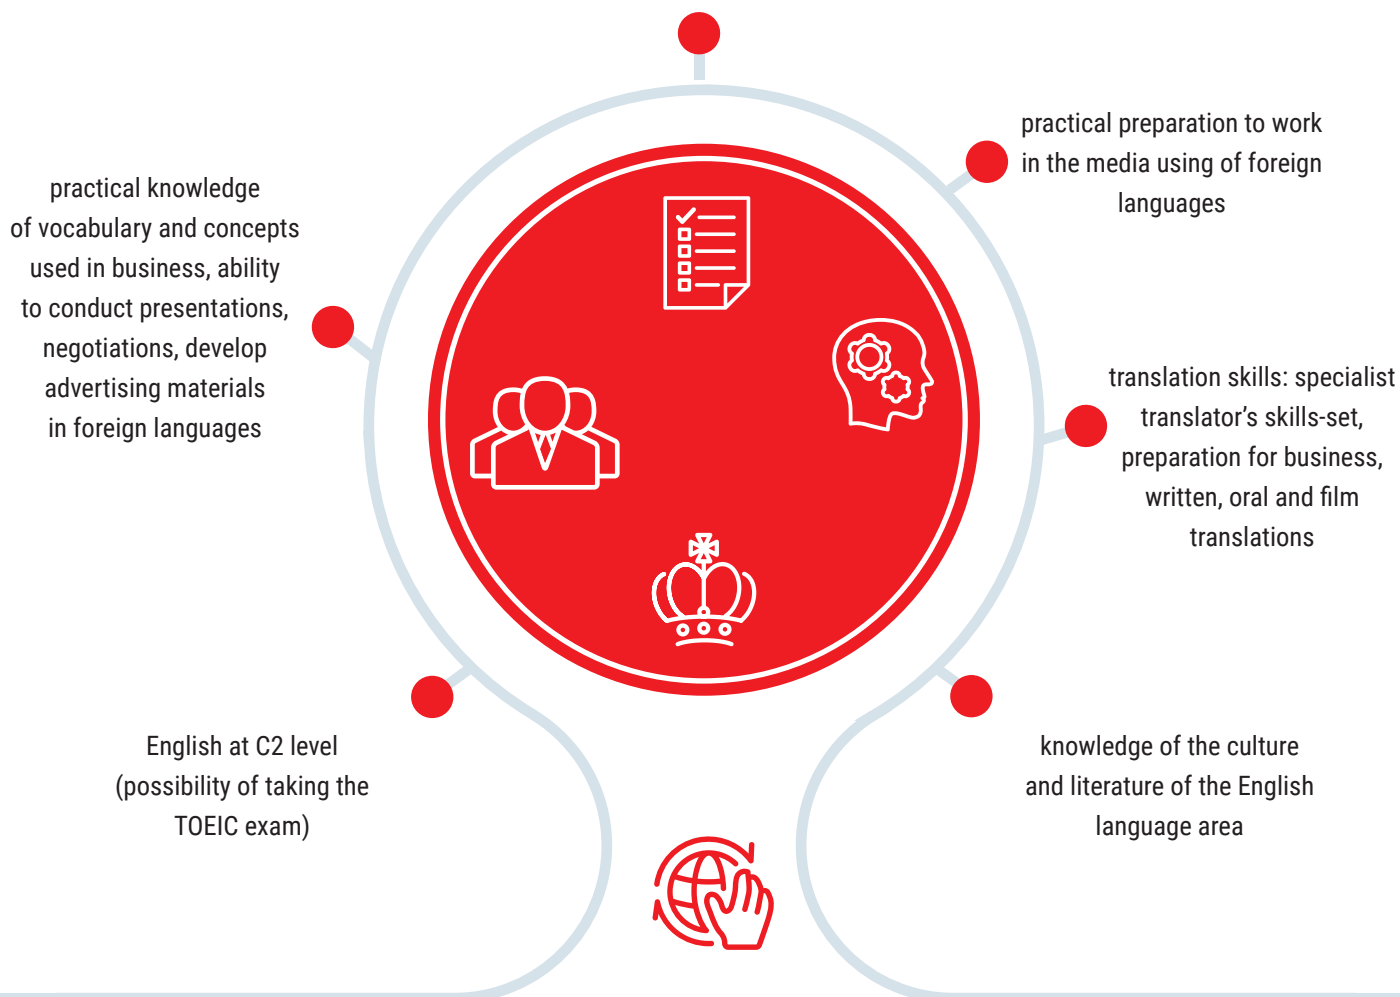 practical preparation to work
in the media using of foreign
languages
practical knowledge
of vocabulary and concepts
used in business, ability
to conduct presentations,
negotiations, develop
advertising materials
in foreign languages
translation skills: specialist
translator’s skills-set,
preparation for business,
written, oral and film
translations
English at C2 level
(possibility of taking the
TOEIC exam)
knowledge of the culture
and literature of the English
language area